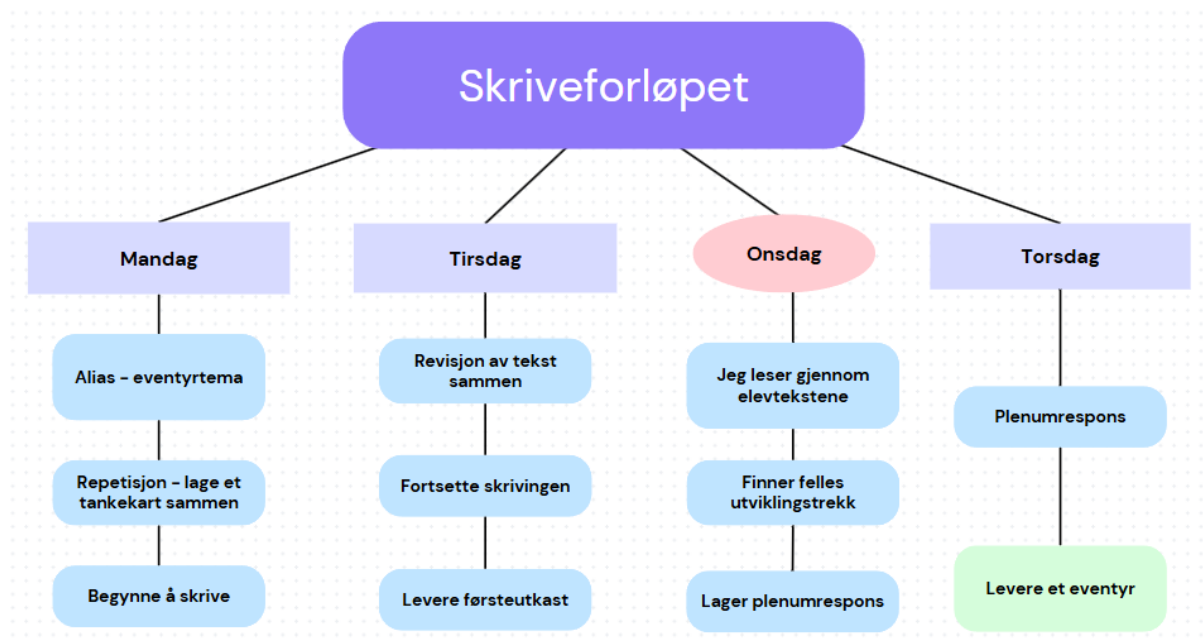 Skriveforløpet
Mandag
Alias - eventyrtema
Repetisjon - lage et
tankekart sammen
Begynne å skrive
Tirsdag
Revisjon av tekst
sammen
Fortsette skrivingen
Levere førsteutkast
Onsdag
Jeg leser gjennom
elevtekstene
Finner felles
utviklingstrekk
Lager plenumrespons
Torsdag
Plenumrespons
Levere et eventyr